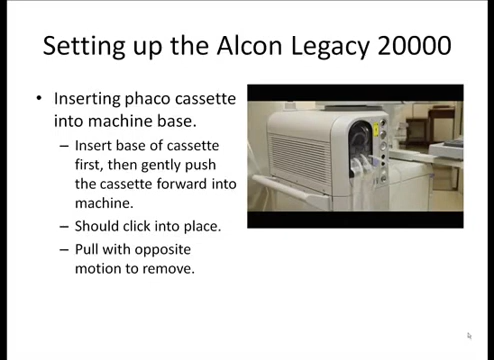 Setting up the Alcon Legacy 20000
• Inserting phaco cassette
into machine base.
– Insert base of cassette
first, then gently push
the cassette forward into
machine.
– Should click into place.
– Pull with opposite
motion to remove.